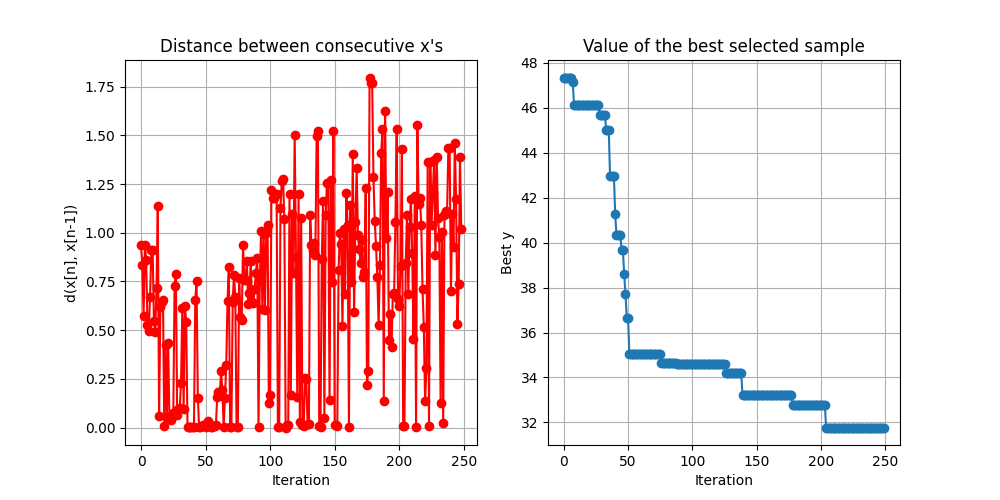 Distance between consecutive x's
d(x[n], x[n-1])
1.75
1.50
1.25
1.00
0.75
0.50
0.25
0.00
0 50 100 150 200 250
Iteration
Value of the best selected sample
Best y
48
46
44
42
40
38
36
34
32
0 50 100 150 200 250
Iteration